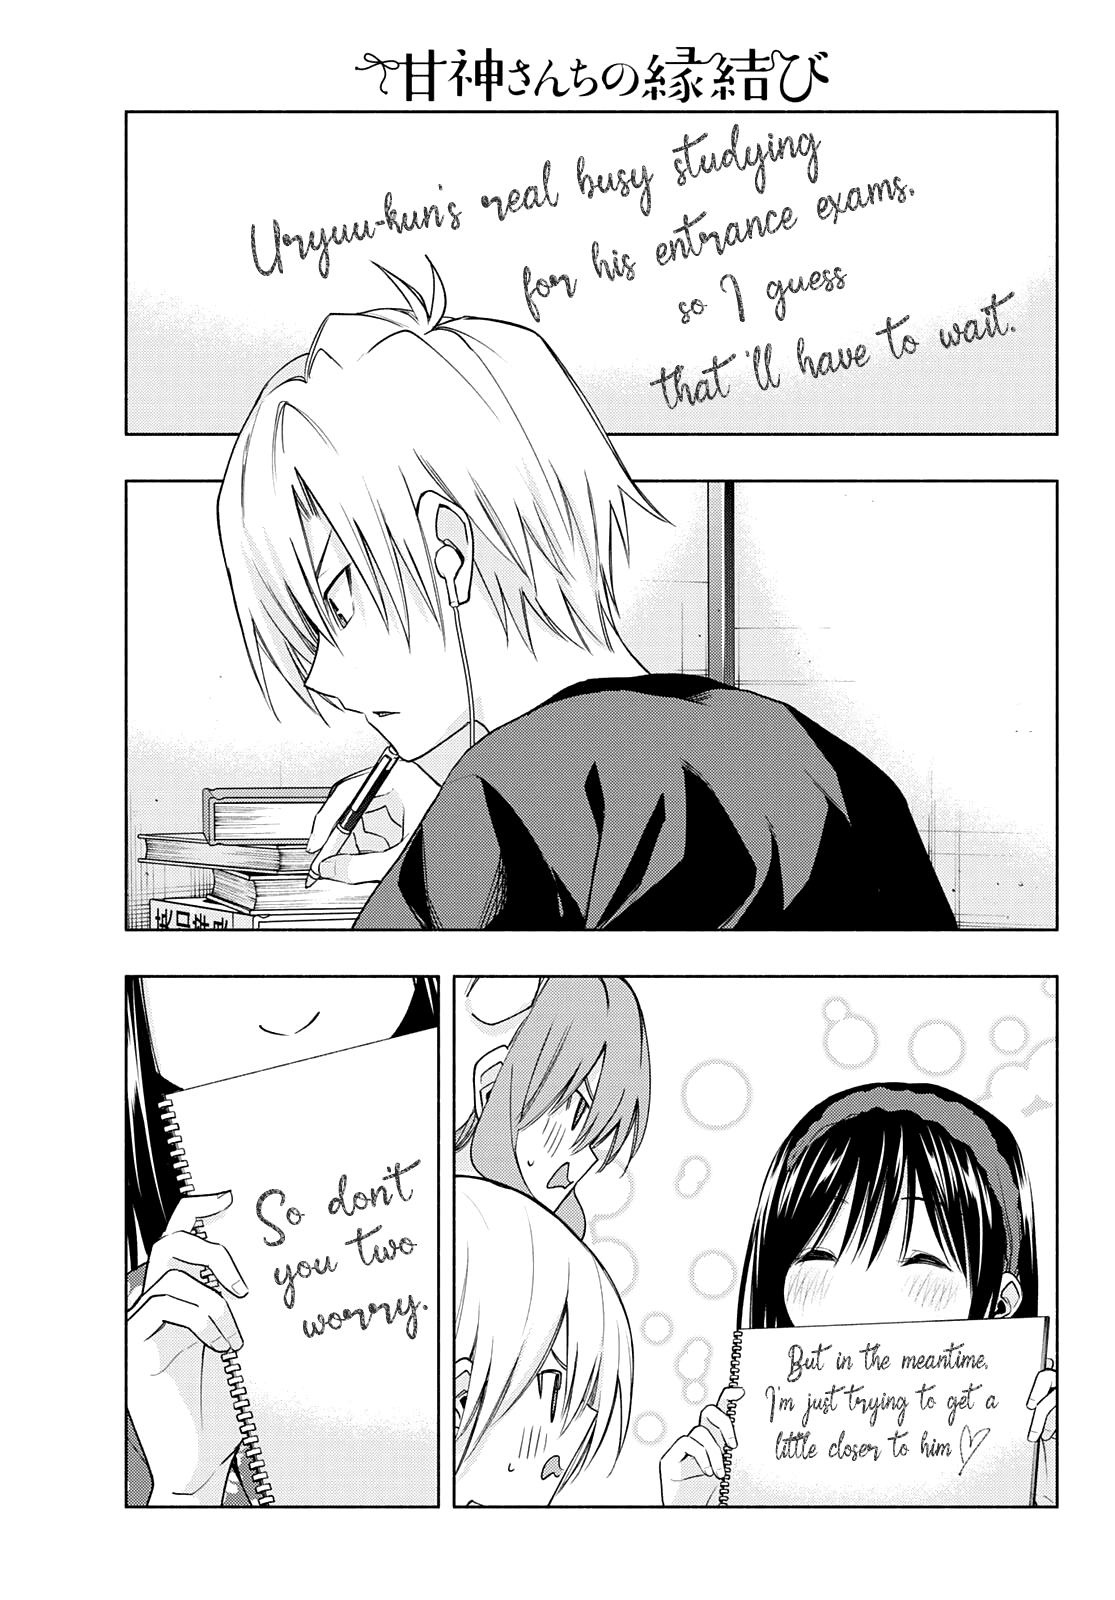 甘神さんちの縁結び
Uryuu-kun's real busy studying
for his entrance exams,
so I guess
that 'll have to wait.
So don't
you two
worry.
But in the meantime,
I'm just trying to get a
little closer to him♡